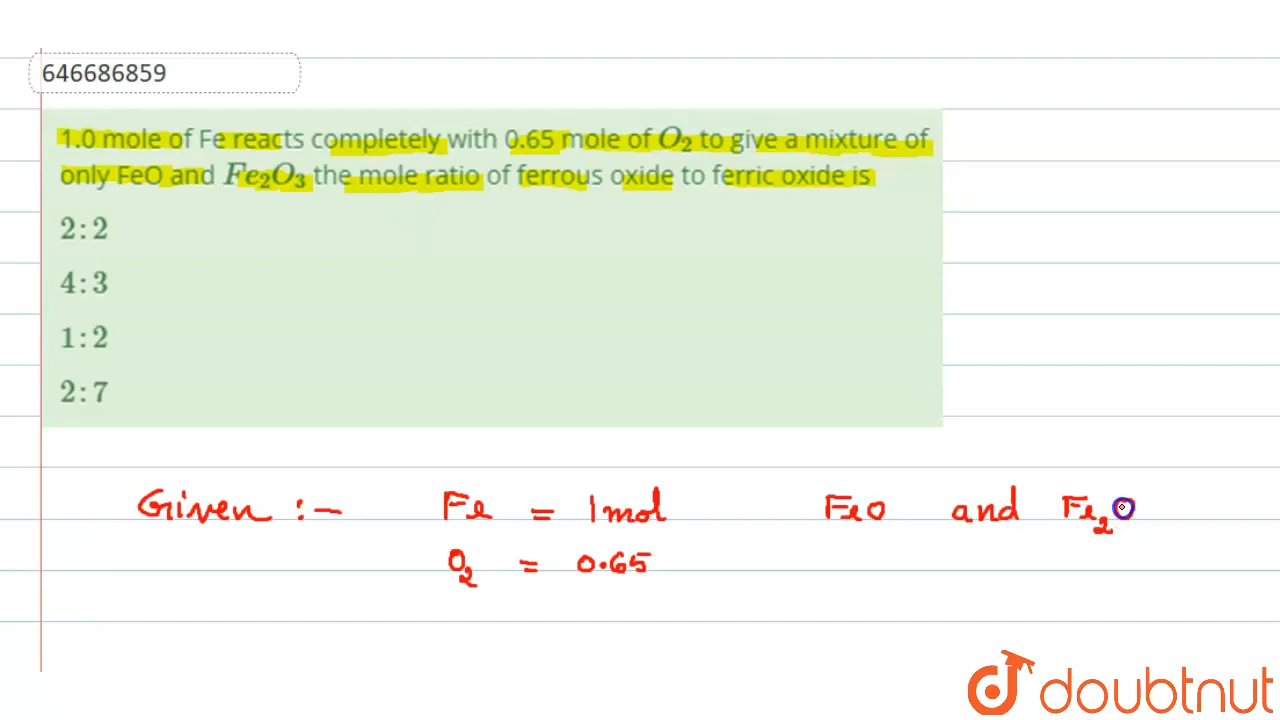 646686859
1.0 mole of Fe reacts completely with 0.65 mole of O₂ to give a mixture of
only FeO and Fe₂O₃ the mole ratio of ferrous oxide to ferric oxide is
2 : 2
4 : 3
1 : 2
2 : 7
Given :- Fe = 1 mol FeO and Fe₂O
O₂ = 0.65
doubtnut